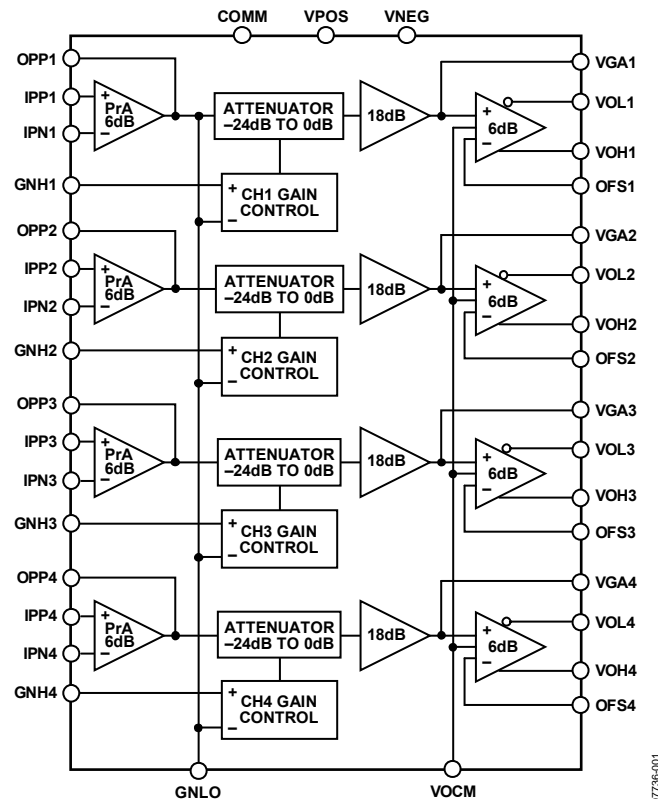 COMM VPOS VNEG
OPP1
VGA1
IPP1
+
PrA
6dB
–
IPN1
ATTENUATOR
–24dB TO 0dB
18dB
+
6dB
–
VOL1
VOH1
GNH1
+
CH1 GAIN
–
CONTROL
OFS1
OPP2
VGA2
IPP2
+
PrA
6dB
–
IPN2
ATTENUATOR
–24dB TO 0dB
18dB
+
6dB
–
VOL2
VOH2
GNH2
+
CH2 GAIN
–
CONTROL
OFS2
OPP3
VGA3
IPP3
+
PrA
6dB
–
IPN3
ATTENUATOR
–24dB TO 0dB
18dB
+
6dB
–
VOL3
VOH3
GNH3
+
CH3 GAIN
–
CONTROL
OFS3
OPP4
VGA4
IPP4
+
PrA
6dB
–
IPN4
ATTENUATOR
–24dB TO 0dB
18dB
+
6dB
–
VOL4
VOH4
GNH4
+
CH4 GAIN
–
CONTROL
OFS4
GNLO VOCM